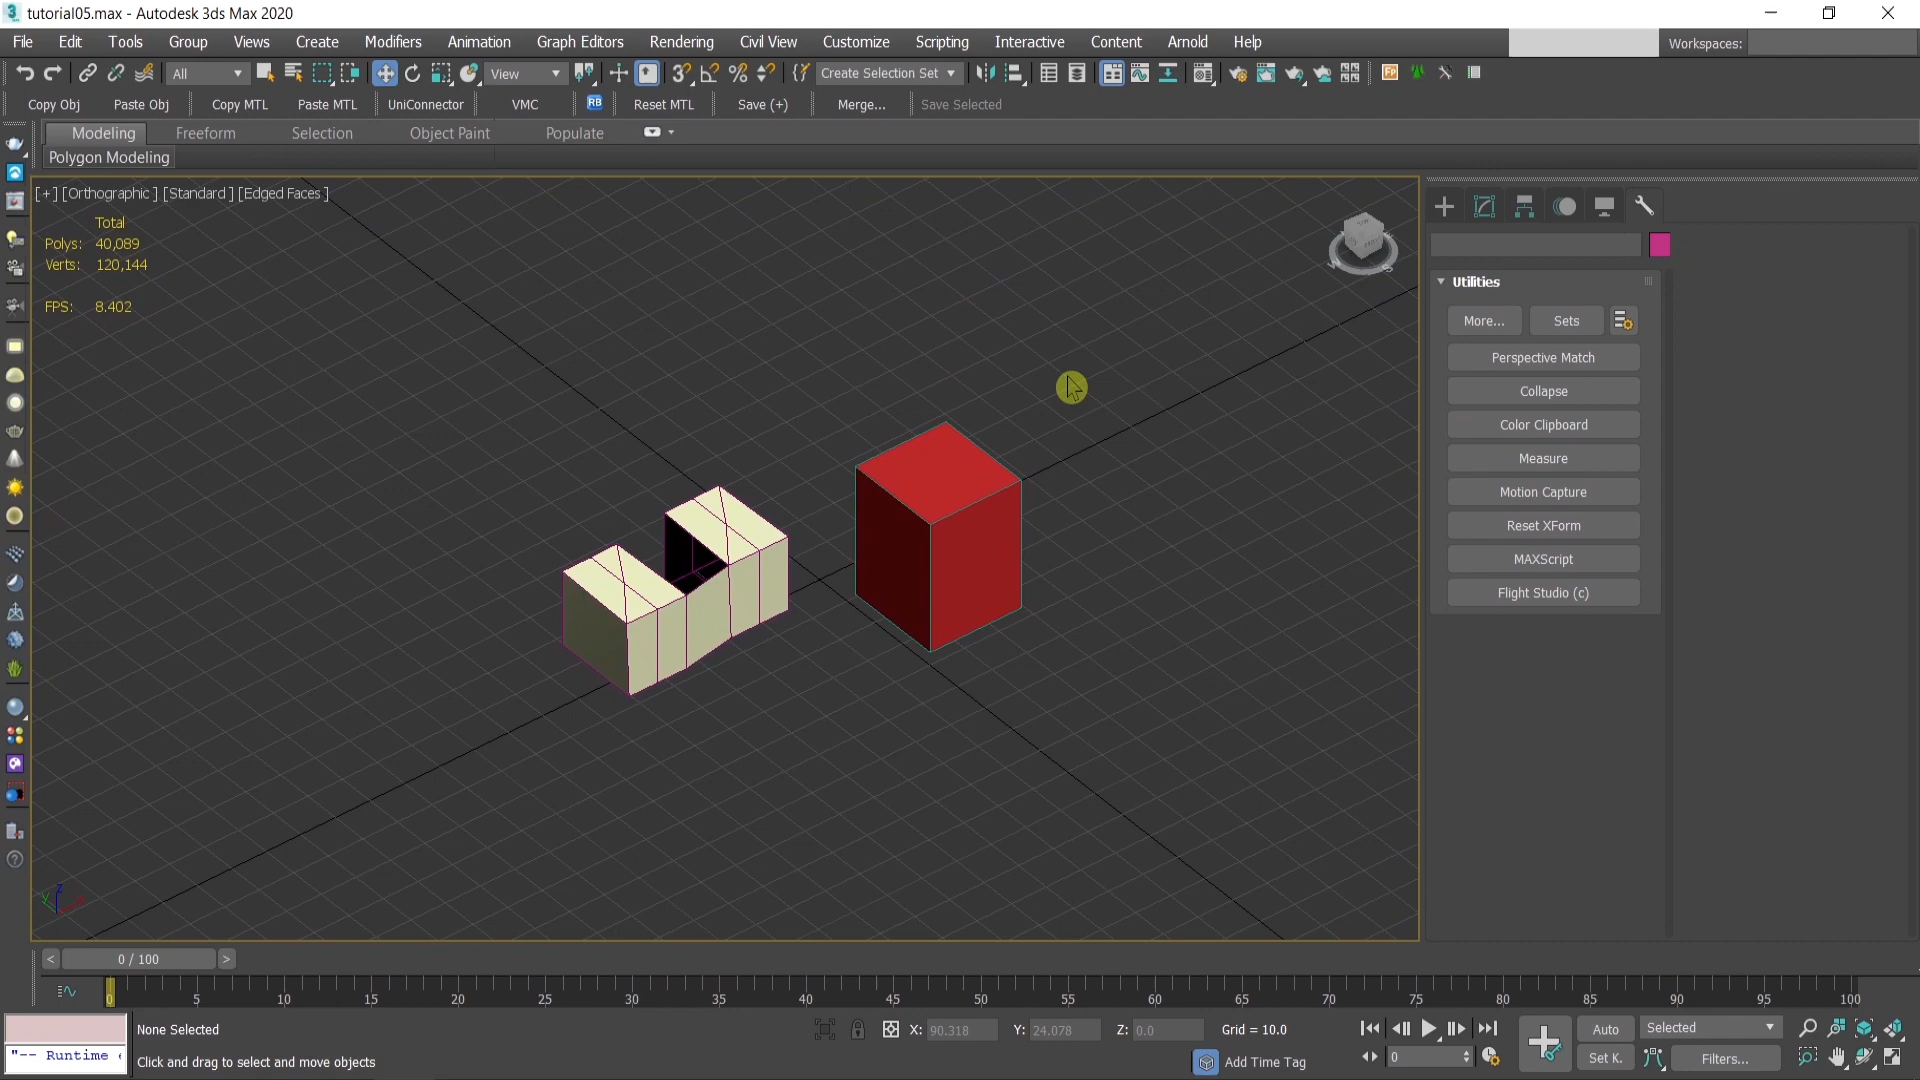 tutorial05.max - Autodesk 3ds Max 2020
File Edit Tools Group Views Create Modifiers Animation Graph Editors Rendering Civil View Customize Scripting Interactive Content Arnold Help Workspaces:
All View Create Selection Set
Copy Obj Paste Obj Copy MTL Paste MTL UniConnector VMC RB Reset MTL Save (+) Merge... Save Selected
Modeling Freeform Selection Object Paint Populate
Polygon Modeling
[+] [Orthographic ] [Standard ] [Edged Faces ]
Total
Polys: 40,089
Verts: 120,144
FPS: 8.402
Utilities
More... Sets
Perspective Match
Collapse
Color Clipboard
Measure
Motion Capture
Reset XForm
MAXScript
Flight Studio (c)
< 0 / 100 >
0 5 10 15 20 25 30 35 40 45 50 55 60 65 70 75 80 85 90 95 100
None Selected X: 90.318 Y: 24.078 Z: 0.0 Grid = 10.0 Auto Selected
"-- Runtime Click and drag to select and move objects Add Time Tag 0 Set K. Filters...